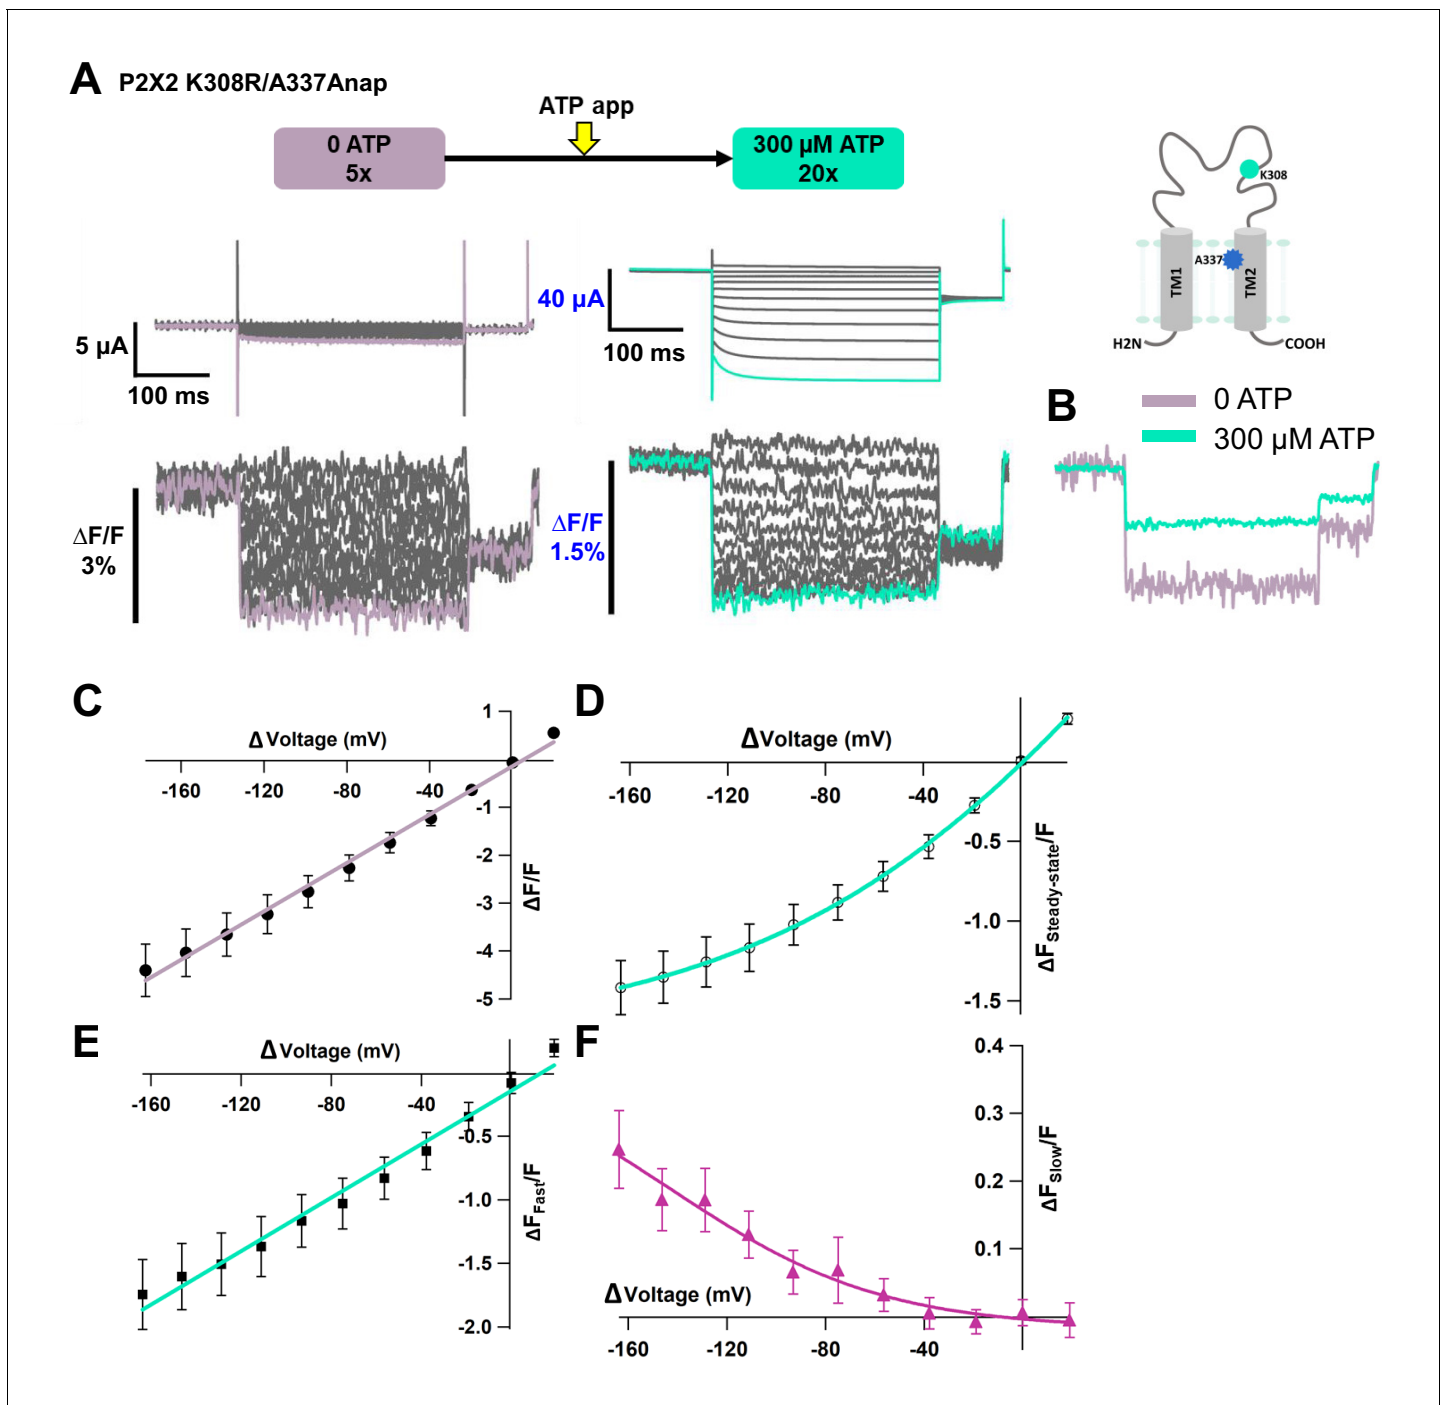 A P2X2 K308R/A337Anap
ATP app
0 ATP
5x
300 µM ATP
20x
K308
A337
TM1
TM2
H2N
COOH
5 µA
100 ms
40 µA
100 ms
ΔF/F
3%
ΔF/F
1.5%
B
0 ATP
300 µM ATP
C
Δ Voltage (mV)
-160 -120 -80 -40
1
-1
-2
-3
-4
-5
ΔF/F
D
ΔVoltage (mV)
-160 -120 -80 -40
-0.5
-1.0
-1.5
ΔFSteady-state/F
E
Δ Voltage (mV)
-160 -120 -80 -40
-0.5
-1.0
-1.5
-2.0
ΔFFast/F
F
0.4
0.3
0.2
0.1
ΔFSlow/F
Δ Voltage (mV)
-160 -120 -80 -40